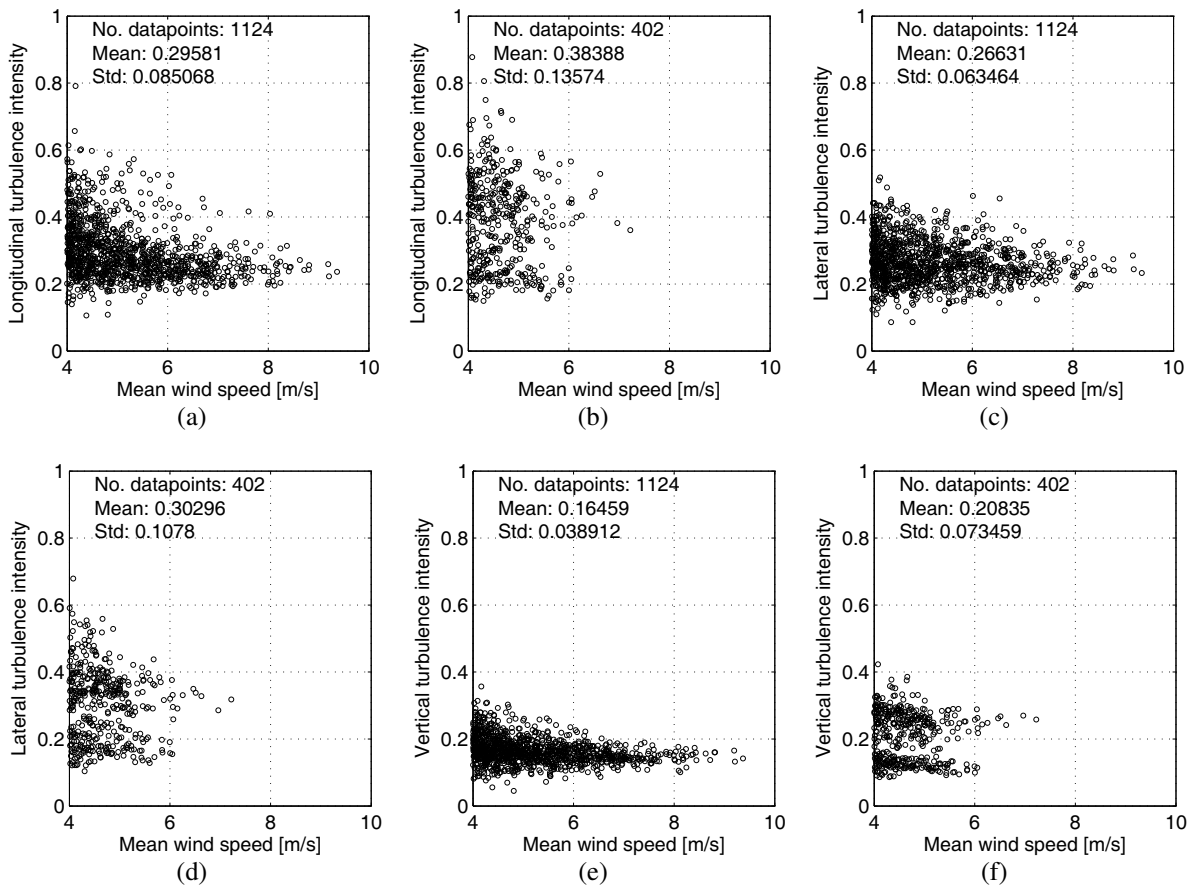 No. datapoints: 1124
Mean: 0.29581
Std: 0.085068
Longitudinal turbulence intensity
1
0.8
0.6
0.4
0.2
0
4
6
8
10
Mean wind speed [m/s]
(a)
No. datapoints: 402
Mean: 0.38388
Std: 0.13574
Longitudinal turbulence intensity
1
0.8
0.6
0.4
0.2
0
4
6
8
10
Mean wind speed [m/s]
(b)
No. datapoints: 1124
Mean: 0.26631
Std: 0.063464
Lateral turbulence intensity
1
0.8
0.6
0.4
0.2
0
4
6
8
10
Mean wind speed [m/s]
(c)
No. datapoints: 402
Mean: 0.30296
Std: 0.1078
Lateral turbulence intensity
1
0.8
0.6
0.4
0.2
0
4
6
8
10
Mean wind speed [m/s]
(d)
No. datapoints: 1124
Mean: 0.16459
Std: 0.038912
Vertical turbulence intensity
1
0.8
0.6
0.4
0.2
0
4
6
8
10
Mean wind speed [m/s]
(e)
No. datapoints: 402
Mean: 0.20835
Std: 0.073459
Vertical turbulence intensity
1
0.8
0.6
0.4
0.2
0
4
6
8
10
Mean wind speed [m/s]
(f)